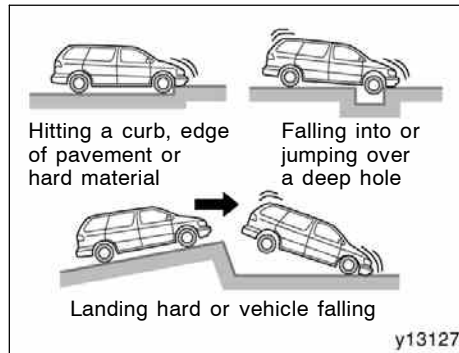 Hitting a curb, edge
of pavement or
hard material
Falling into or
jumping over
a deep hole
Landing hard or vehicle falling
y13127